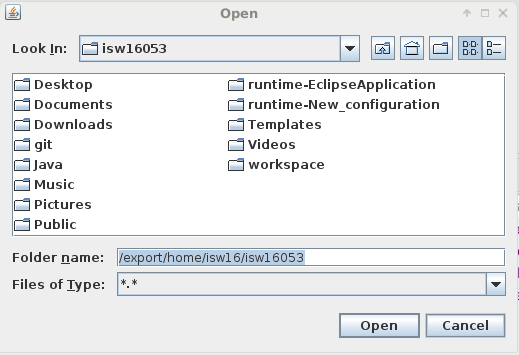 Open
Look In: isw16053
Desktop
Documents
Downloads
git
Java
Music
Pictures
Public
runtime-EclipseApplication
runtime-New_configuration
Templates
Videos
workspace
Folder name: /export/home/isw16/isw16053
Files of Type: *.*
Open Cancel